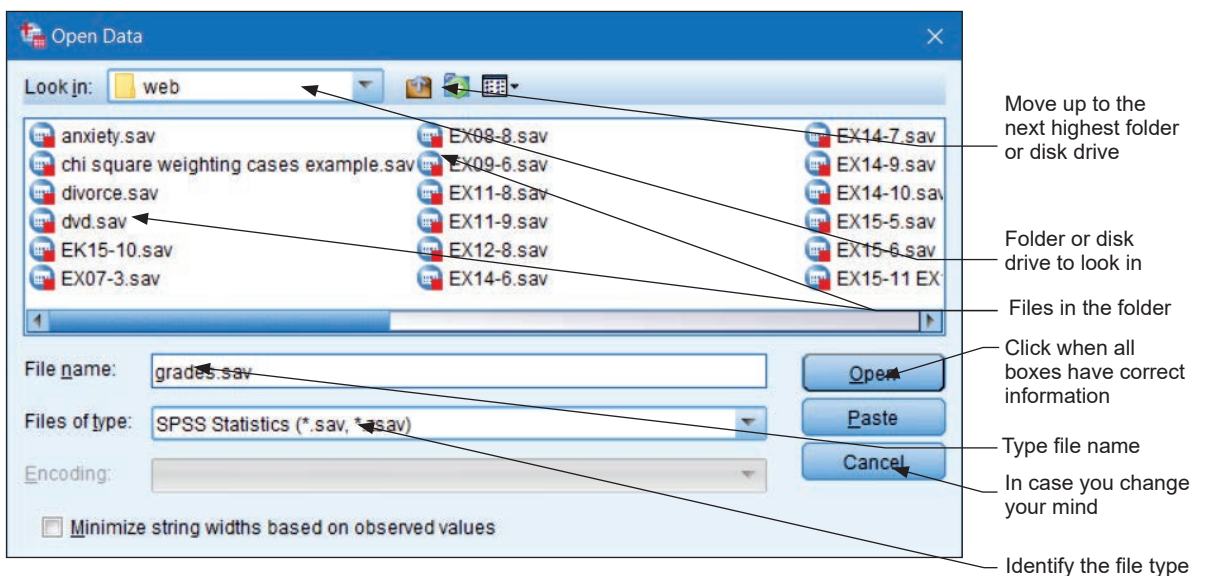 Open Data
Look in: web
anxiety.sav
chi square weighting cases example.sav
divorce.sav
dvd.sav
EK15-10.sav
EX07-3.sav
EX08-8.sav
EX09-6.sav
EX11-8.sav
EX11-9.sav
EX12-8.sav
EX14-6.sav
EX14-7.sav
EX14-9.sav
EX14-10.sav
EX15-5.sav
EX15-6.sav
EX15-11 EX
File name: grades.sav
Files of type: SPSS Statistics (*.sav, *.zsav)
Encoding:
Minimize string widths based on observed values
Open
Paste
Cancel
Move up to the
next highest folder
or disk drive
Folder or disk
drive to look in
Files in the folder
Click when all
boxes have correct
information
Type file name
In case you change
your mind
Identify the file type